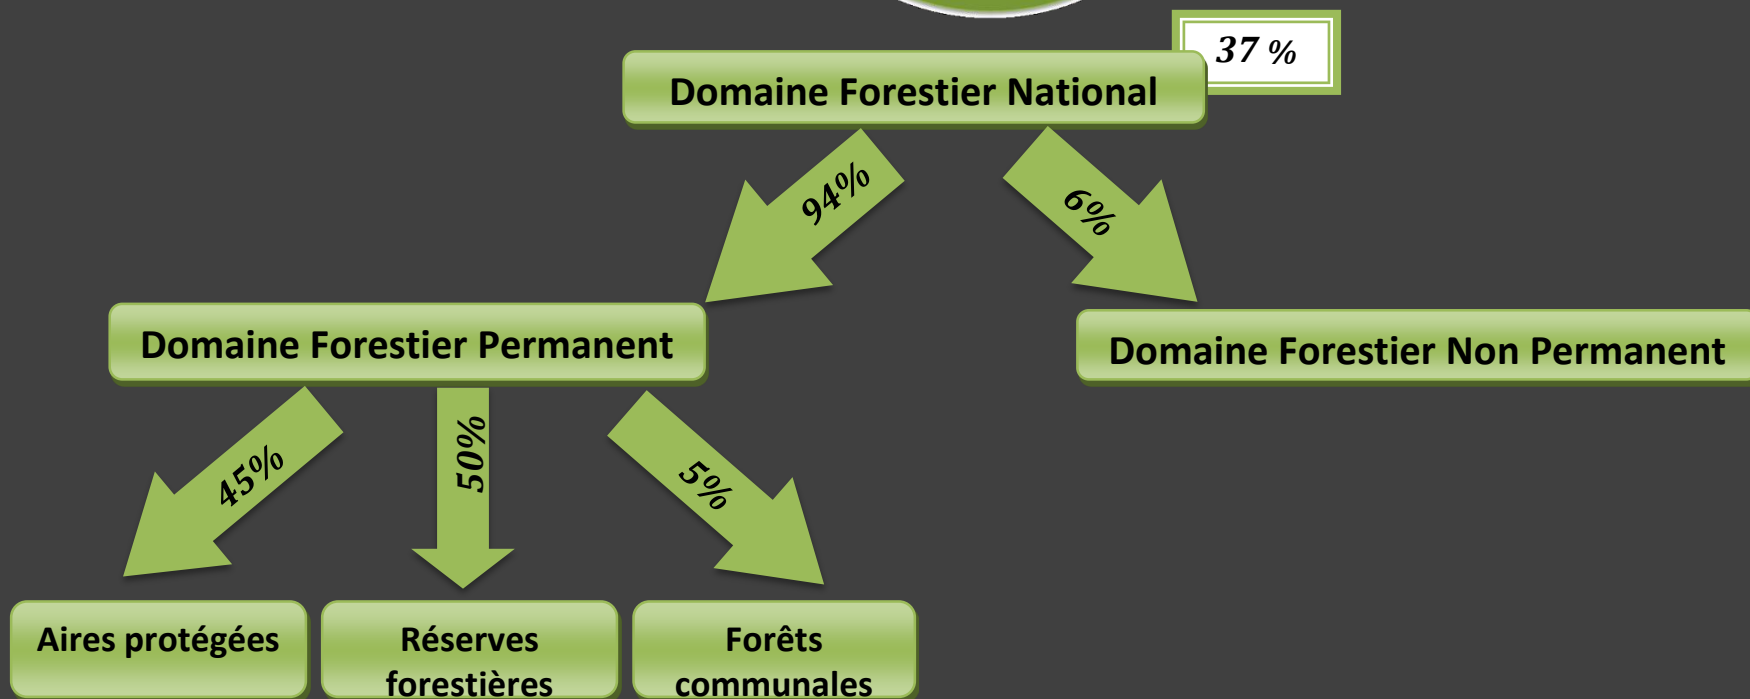 37 %
Domaine Forestier National
94%
6%
Domaine Forestier Permanent
Domaine Forestier Non Permanent
45%
50%
5%
Aires protégées
Réserves
forestières
Forêts
communales